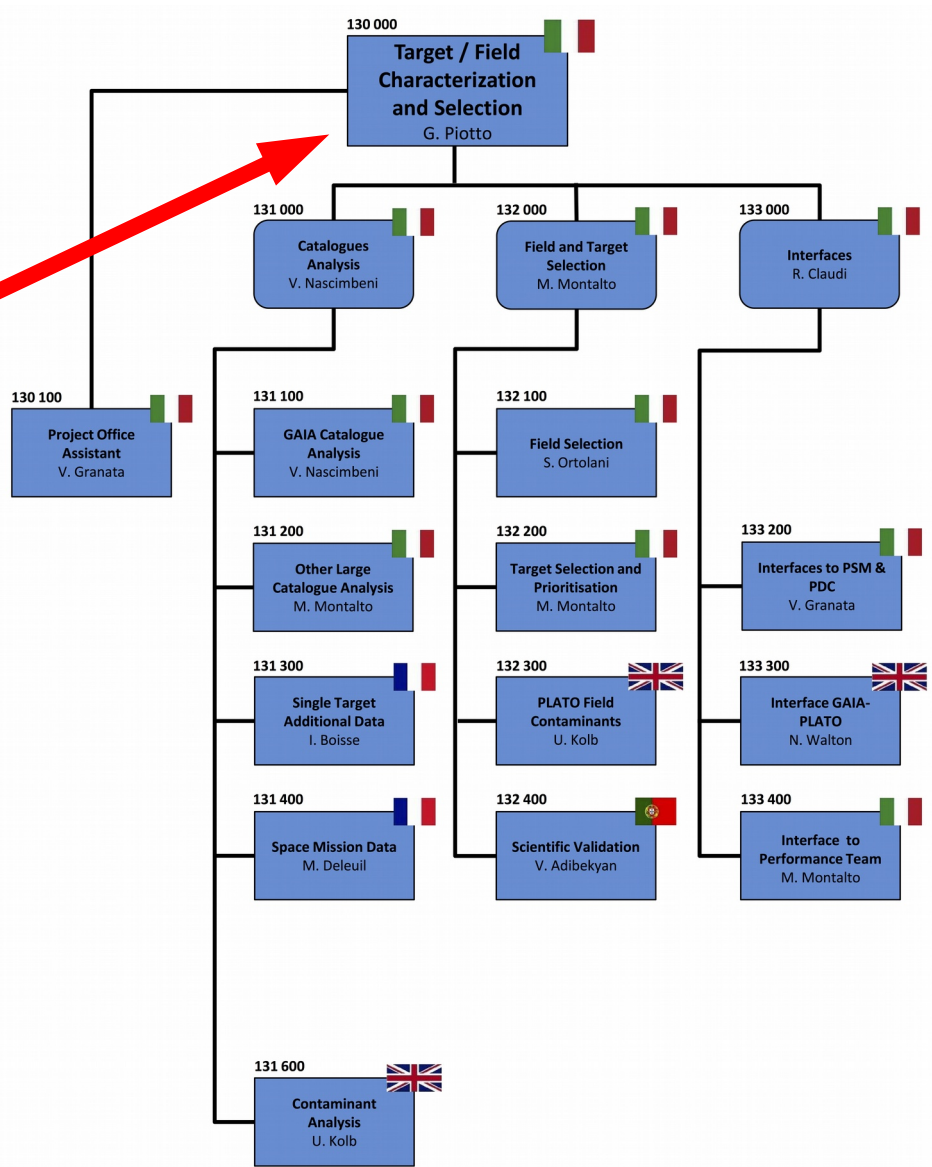 130 000
Target / Field
Characterization
and Selection
G. Piotto
131 000
Catalogues
Analysis
V. Nascimbeni
132 000
Field and Target
Selection
M. Montalto
133 000
Interfaces
R. Claudi
130 100
Project Office
Assistant
V. Granata
131 100
GAIA Catalogue
Analysis
V. Nascimbeni
132 100
Field Selection
S. Ortolani
131 200
Other Large
Catalogue Analysis
M. Montalto
132 200
Target Selection and
Prioritisation
M. Montalto
133 200
Interfaces to PSM &
PDC
V. Granata
131 300
Single Target
Additional Data
I. Boisse
132 300
PLATO Field
Contaminants
U. Kolb
133 300
Interface GAIA-
PLATO
N. Walton
131 400
Space Mission Data
M. Deleuil
132 400
Scientific Validation
V. Adibekyan
133 400
Interface to
Performance Team
M. Montalto
131 600
Contaminant
Analysis
U. Kolb